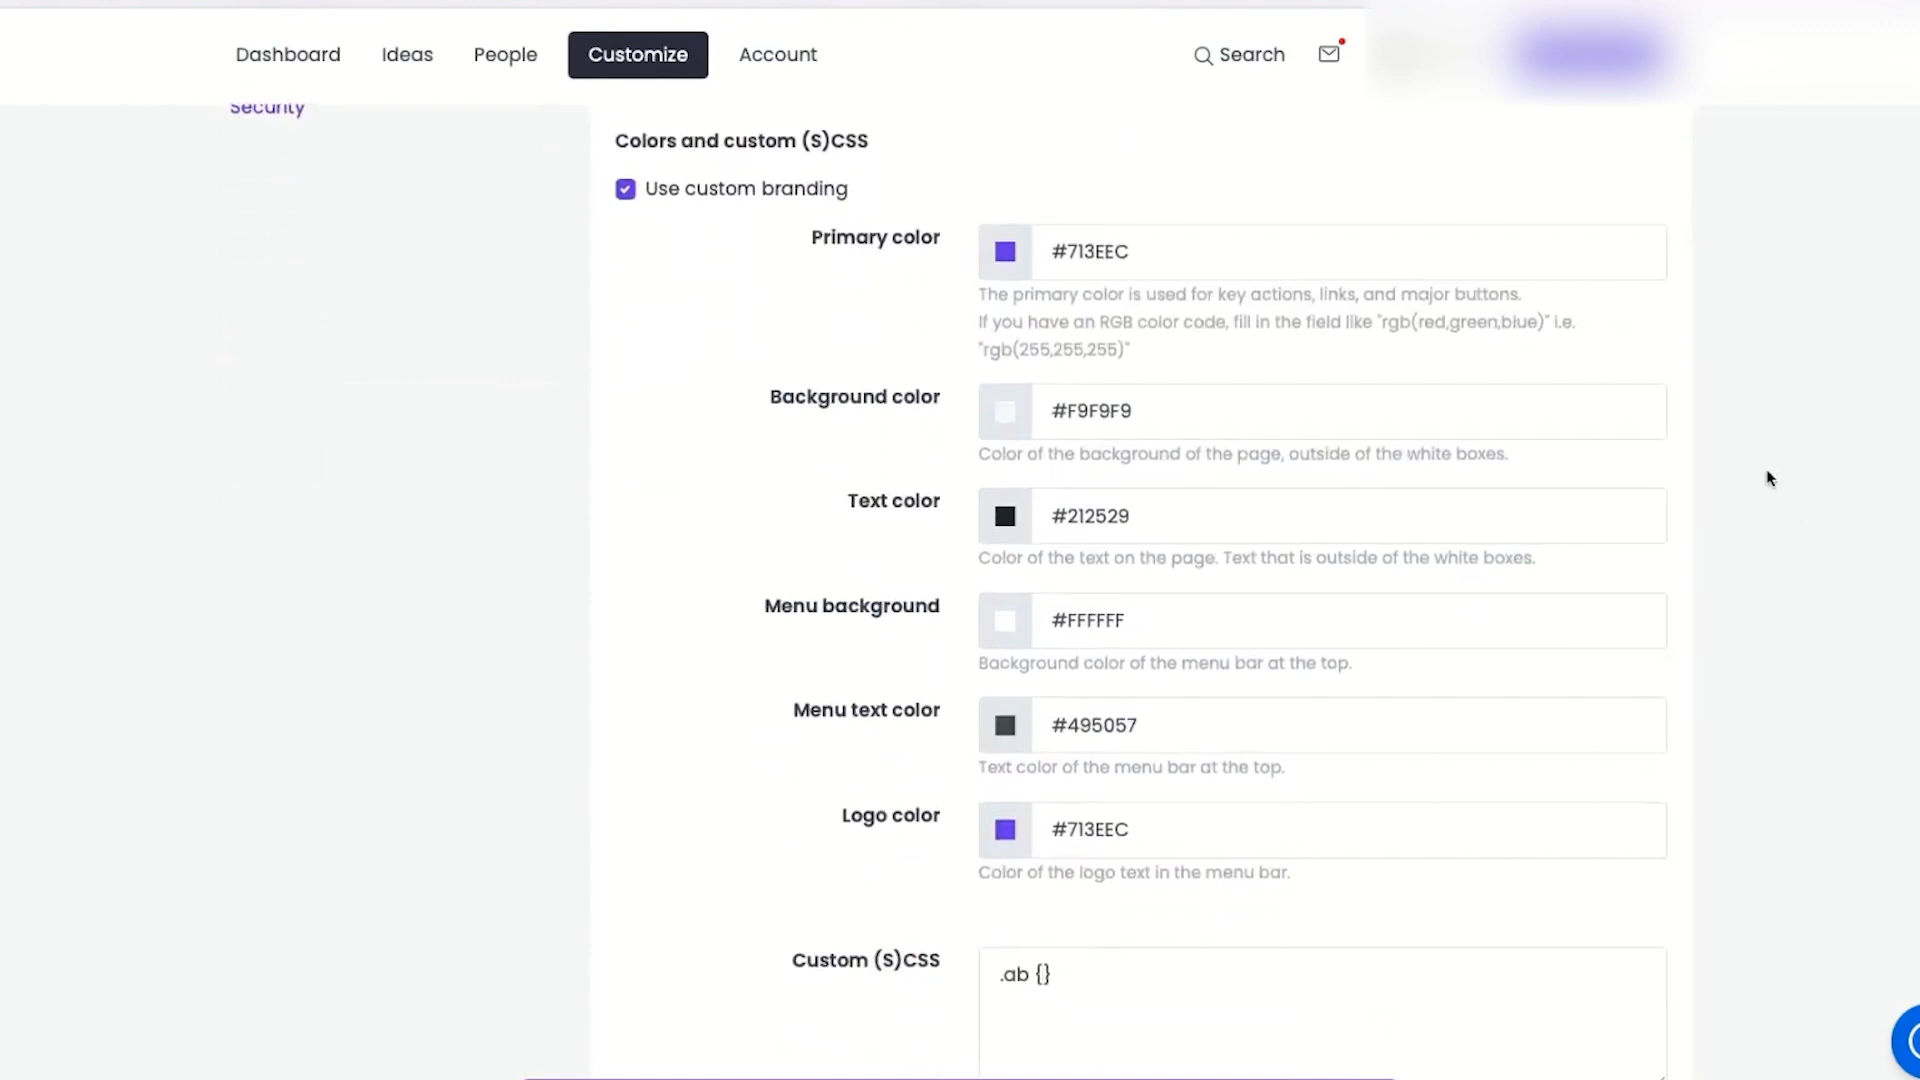 Dashboard Ideas People Customize Account Search
Security
Colors and custom (S)CSS
Use custom branding
Primary color
#713EEC
The primary color is used for key actions, links, and major buttons.
If you have an RGB color code, fill in the field like "rgb(red,green,blue)" i.e.
"rgb(255,255,255)"
Background color
#F9F9F9
Color of the background of the page, outside of the white boxes.
Text color
#212529
Color of the text on the page. Text that is outside of the white boxes.
Menu background
#FFFFFF
Background color of the menu bar at the top.
Menu text color
#495057
Text color of the menu bar at the top.
Logo color
#713EEC
Color of the logo text in the menu bar.
Custom (S)CSS
.ab {}